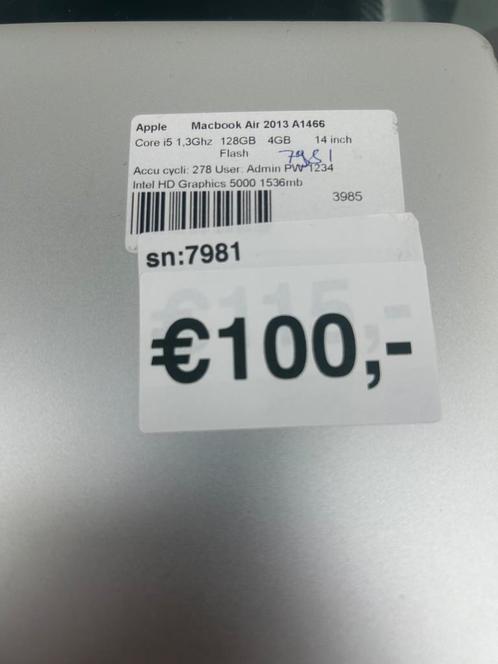 Apple Macbook Air 2013 A1466
Core i5 1,3Ghz 128GB 4GB 14 inch
Flash
7981
Accu cycli: 278 User: Admin PW 1234
Intel HD Graphics 5000 1536mb
3985
sn:7981
€115,-
€100,-